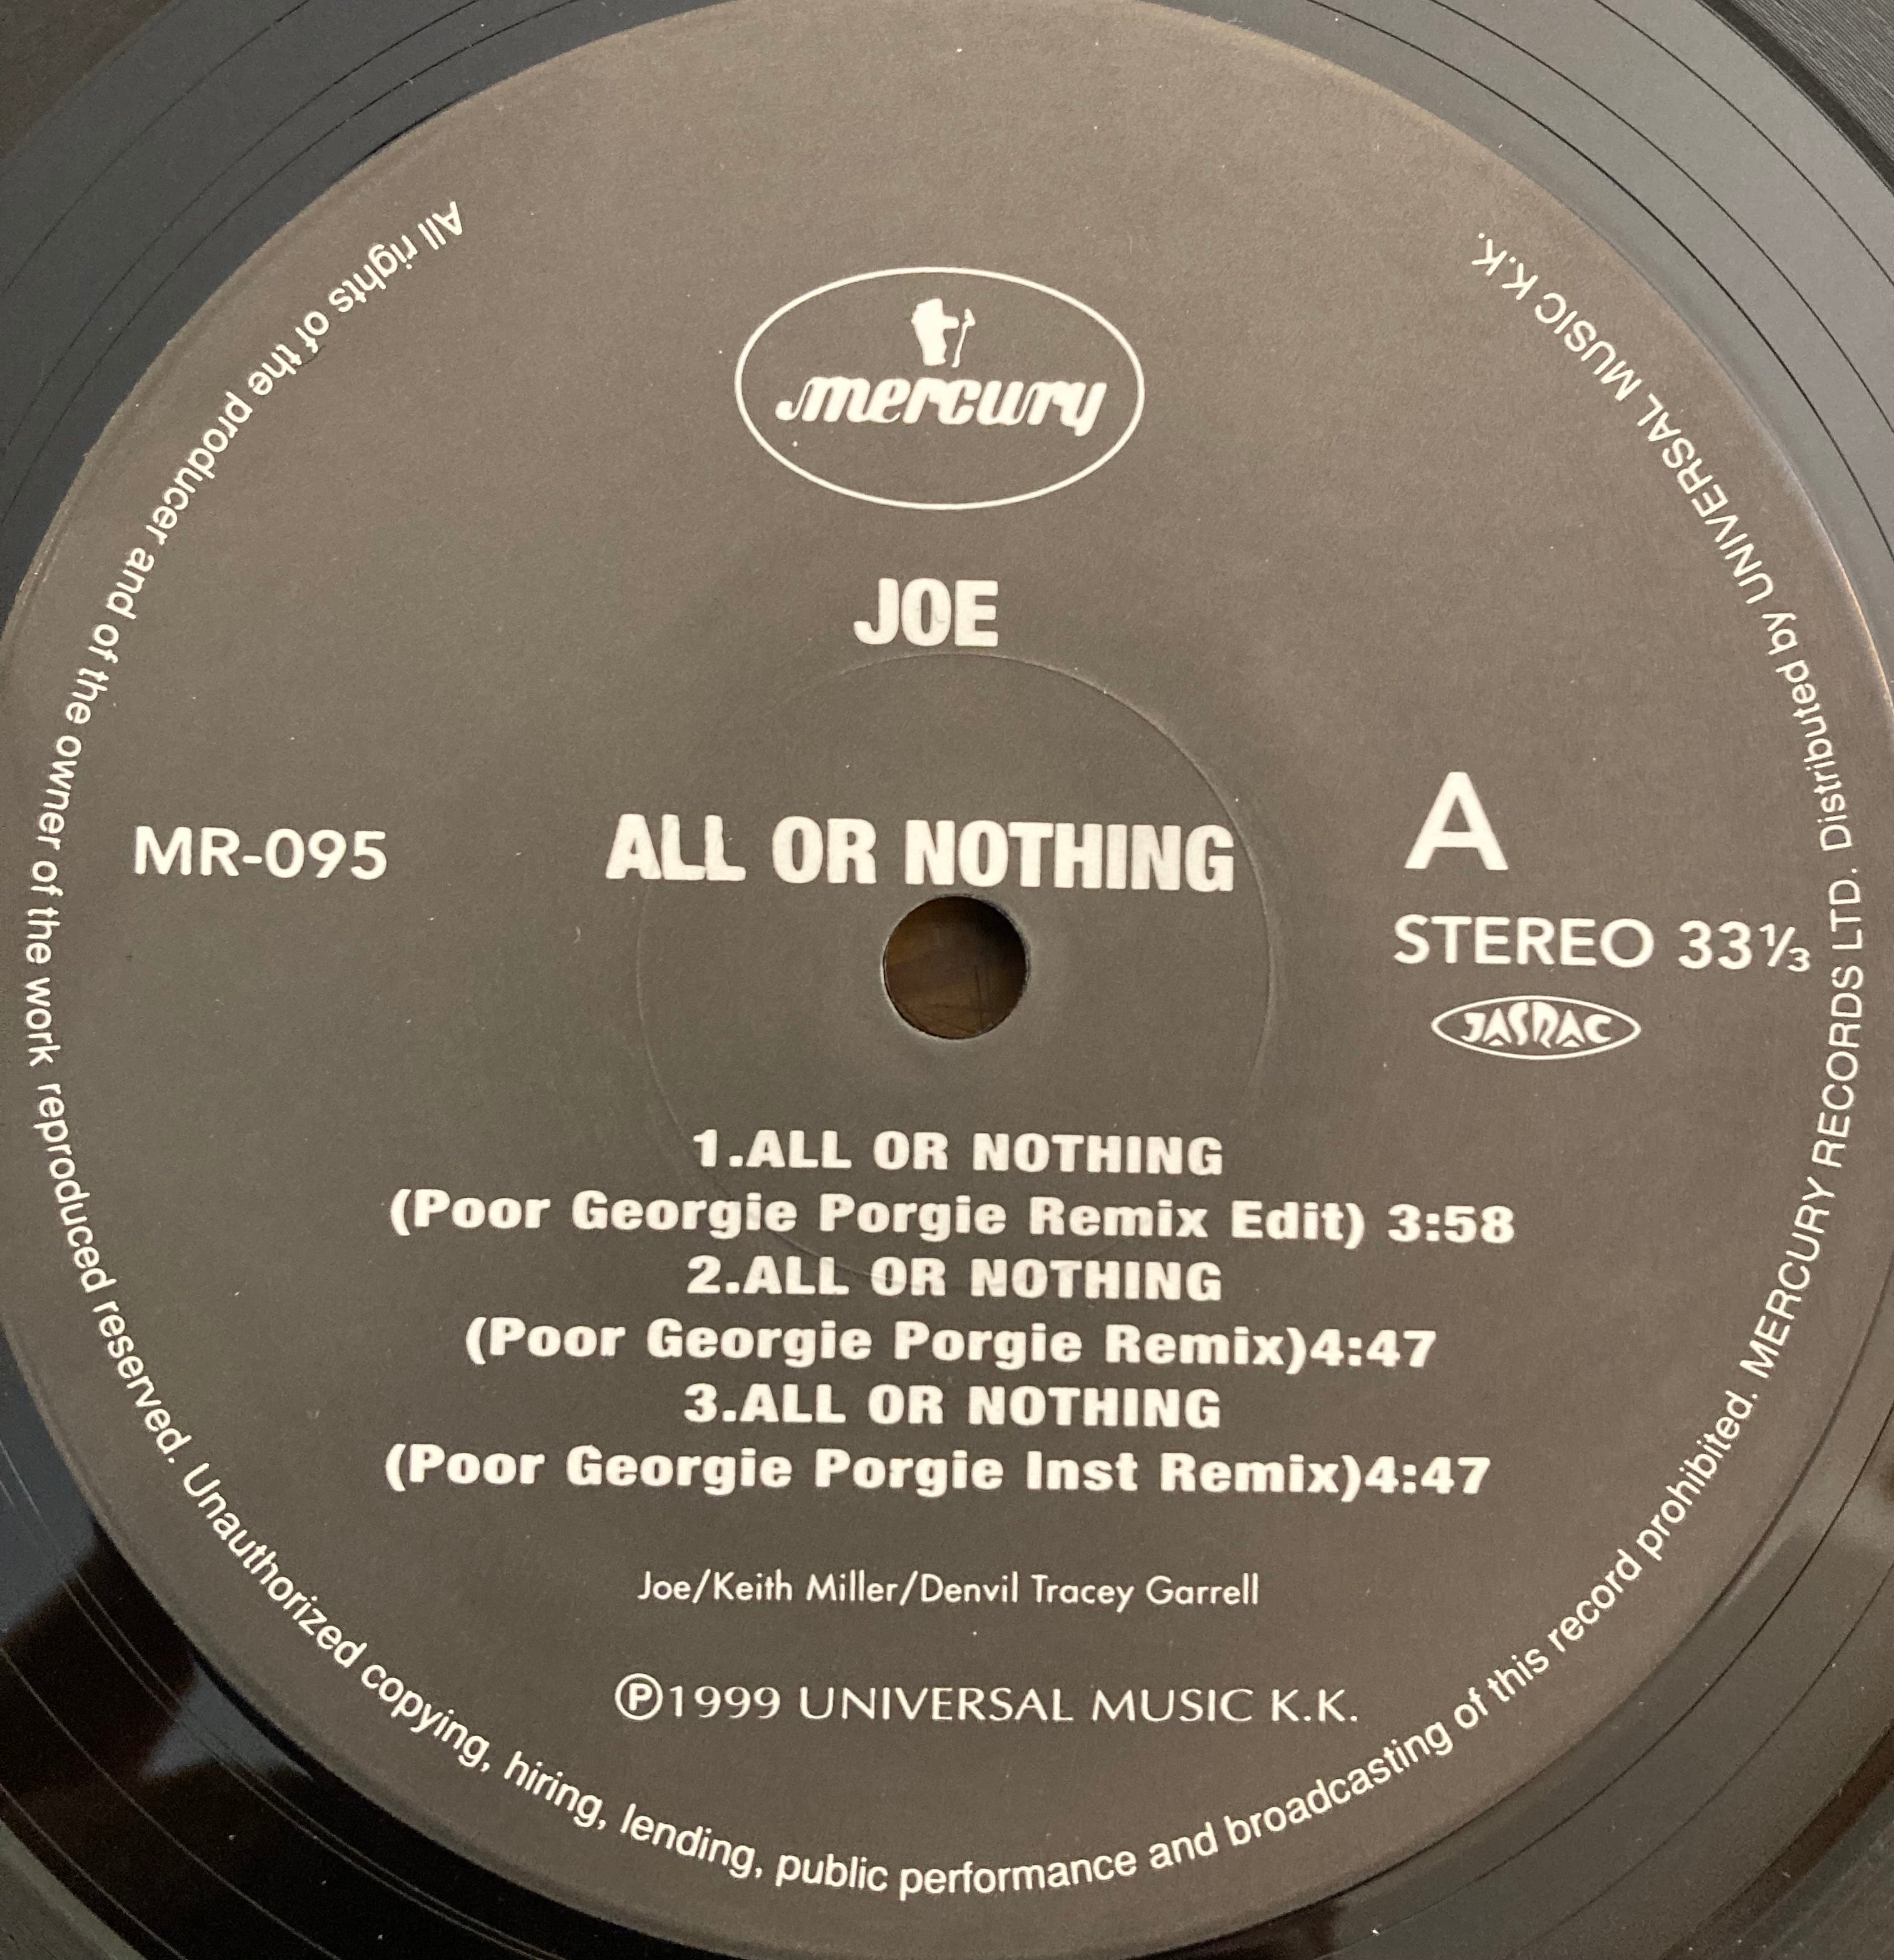 mercury
JOE
MR-095
ALL OR NOTHING
A
STEREO 33⅓
JASRAC
1.ALL OR NOTHING
(Poor Georgie Porgie Remix Edit) 3:58
2.ALL OR NOTHING
(Poor Georgie Porgie Remix)4:47
3.ALL OR NOTHING
(Poor Georgie Porgie Inst Remix)4:47
Joe/Keith Miller/Denvil Tracey Garrell
℗1999 UNIVERSAL MUSIC K.K.
All rights of the producer and of the owner of the work reproduced reserved. Unauthorized copying, hiring, lending, public performance and broadcasting of this record prohibited. MERCURY RECORDS LTD. Distributed by UNIVERSAL MUSIC K.K.